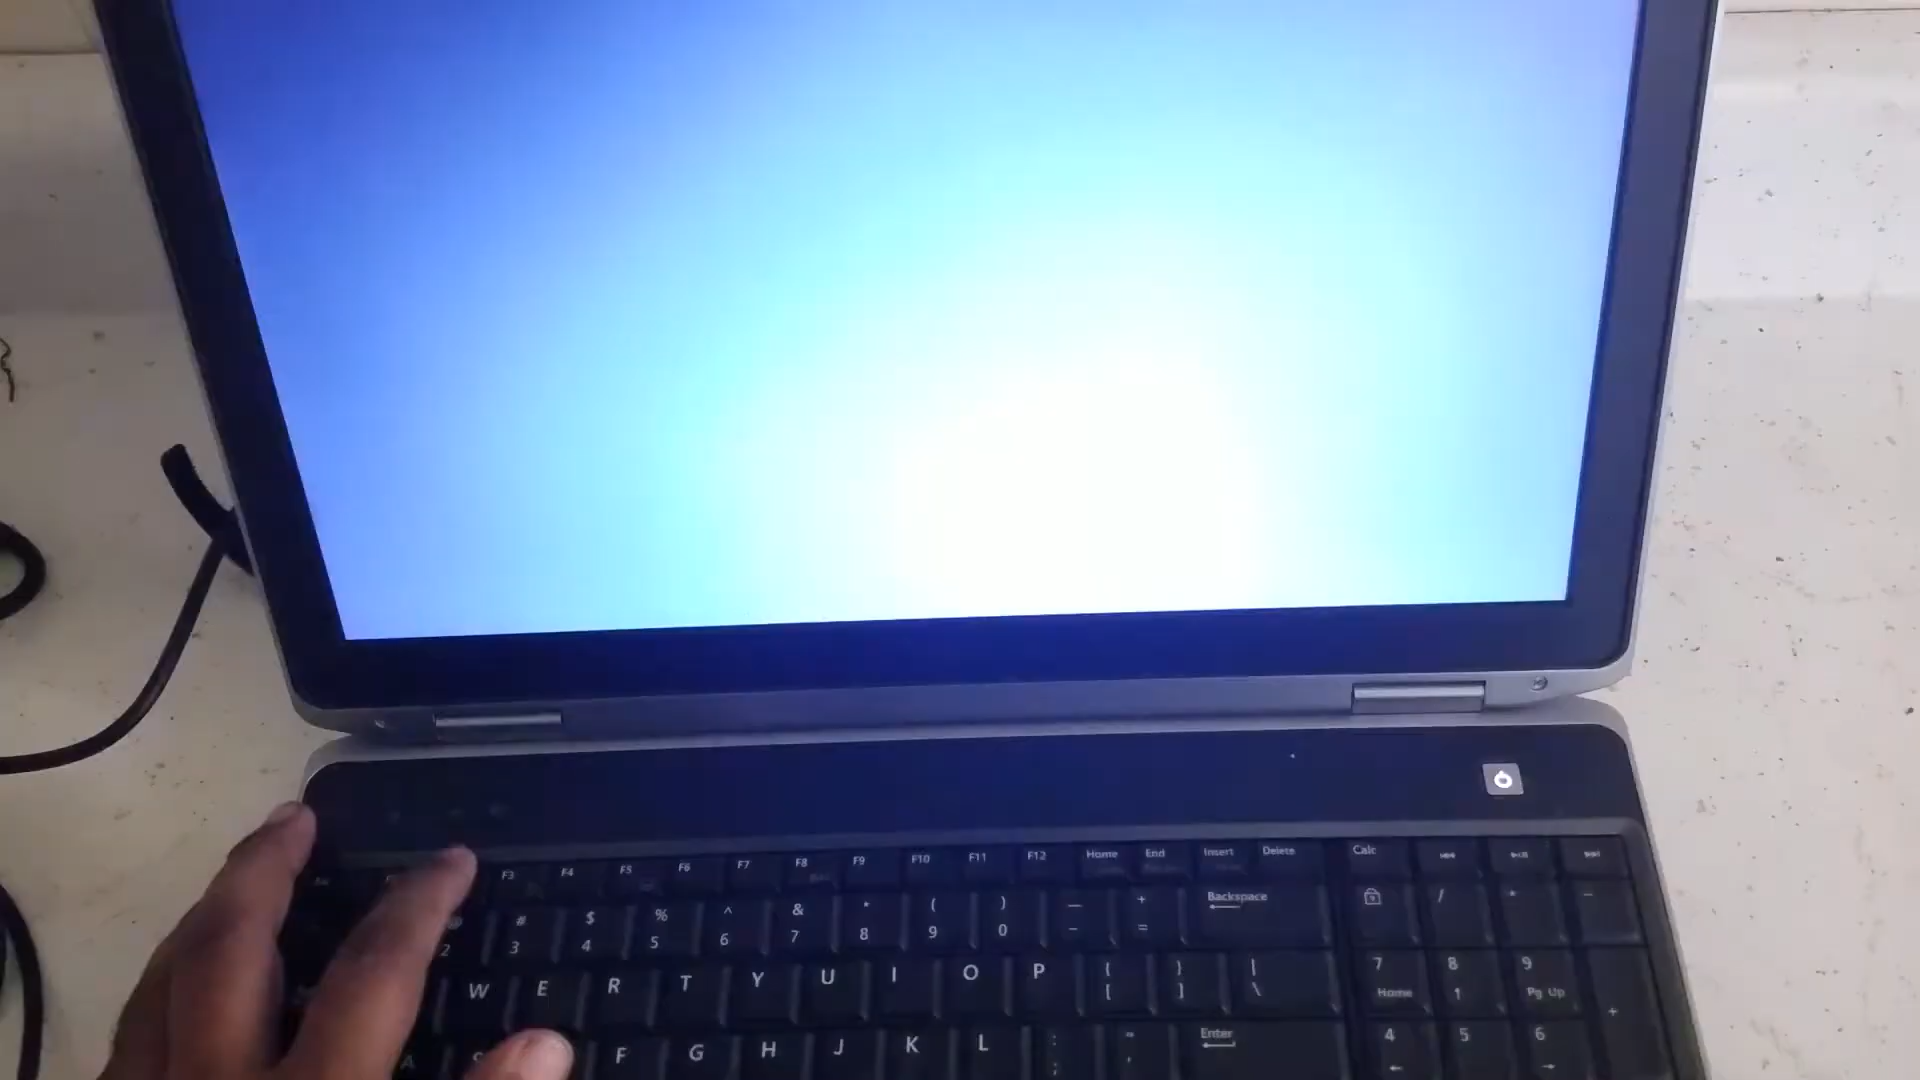 F3 F4 F5 F6 F7 F8 F9 F10 F11 F12 Home End Insert Delete Calc
# $ % ^ & * ( ) — + Backspace / * -
2 3 4 5 6 7 8 9 0 - =
W E R T Y U I O P { } | 7 8 9
[ ] \ Home Pg Up +
A F G H J K L : " Enter 4 5 6
; '